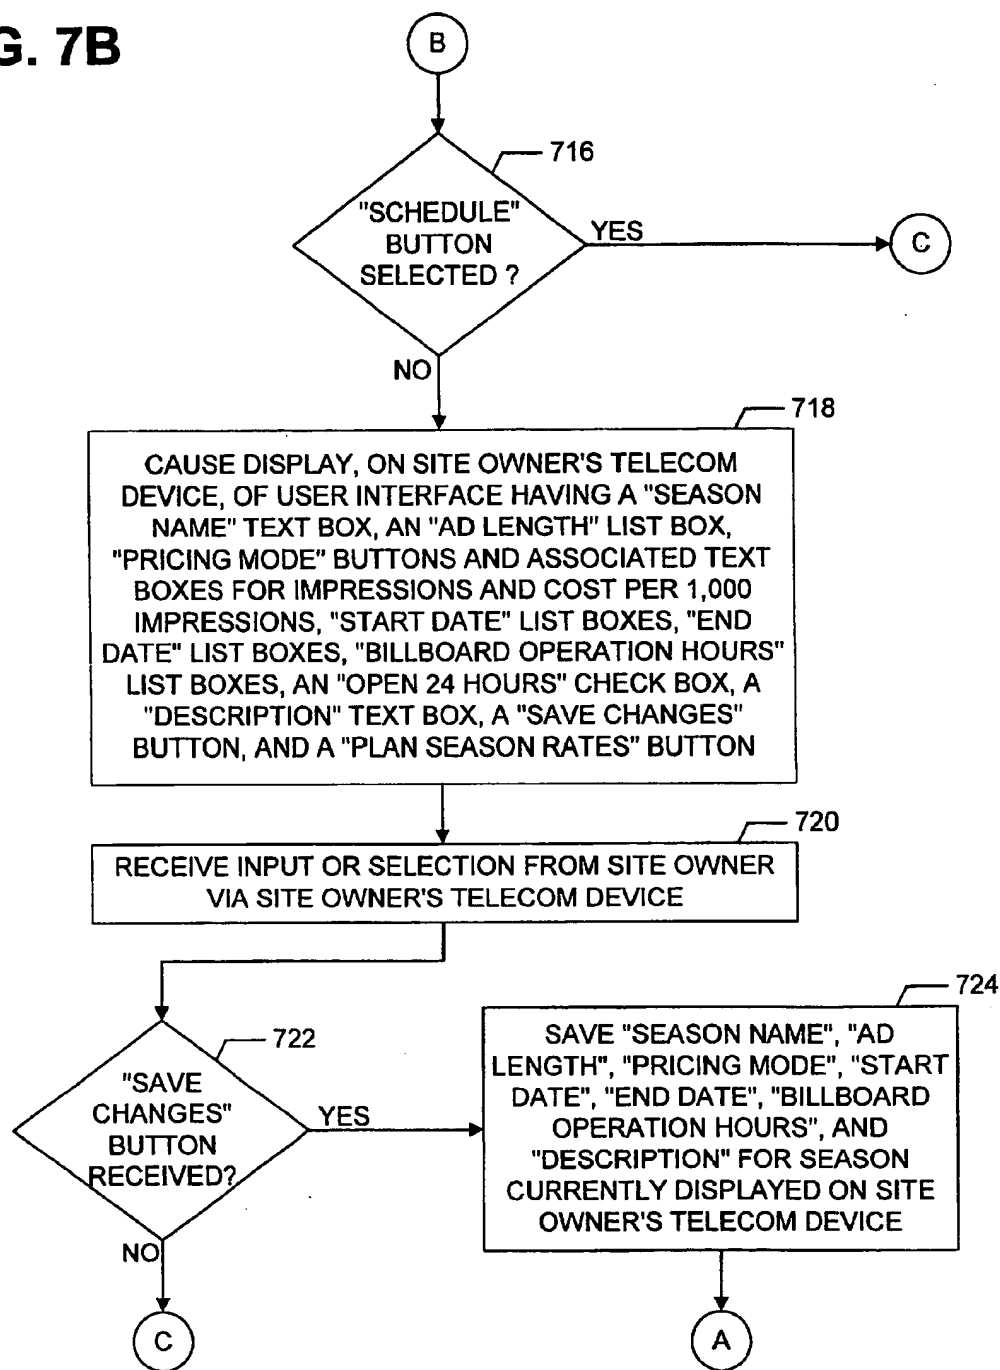 G. 7B
B
716
"SCHEDULE"
BUTTON
SELECTED ?
YES
C
NO
718
CAUSE DISPLAY, ON SITE OWNER'S TELECOM
DEVICE, OF USER INTERFACE HAVING A "SEASON
NAME" TEXT BOX, AN "AD LENGTH" LIST BOX,
"PRICING MODE" BUTTONS AND ASSOCIATED TEXT
BOXES FOR IMPRESSIONS AND COST PER 1,000
IMPRESSIONS, "START DATE" LIST BOXES, "END
DATE" LIST BOXES, "BILLBOARD OPERATION HOURS"
LIST BOXES, AN "OPEN 24 HOURS" CHECK BOX, A
"DESCRIPTION" TEXT BOX, A "SAVE CHANGES"
BUTTON, AND A "PLAN SEASON RATES" BUTTON
720
RECEIVE INPUT OR SELECTION FROM SITE OWNER
VIA SITE OWNER'S TELECOM DEVICE
722
"SAVE
CHANGES"
BUTTON
RECEIVED?
YES
NO
724
SAVE "SEASON NAME", "AD
LENGTH", "PRICING MODE", "START
DATE", "END DATE", "BILLBOARD
OPERATION HOURS", AND
"DESCRIPTION" FOR SEASON
CURRENTLY DISPLAYED ON SITE
OWNER'S TELECOM DEVICE
C
A